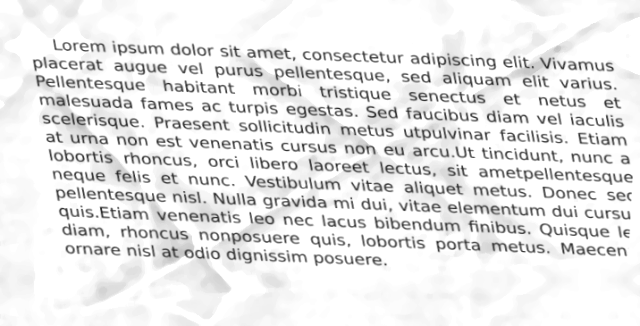 Lorem ipsum dolor sit amet, consectetur adipiscing elit. Vivamus
placerat augue vel purus pellentesque, sed aliquam elit varius.
Pellentesque habitant morbi tristique senectus et netus et
malesuada fames ac turpis egestas. Sed faucibus diam vel iaculis
scelerisque. Praesent sollicitudin metus utpulvinar facilisis. Etiam
at urna non est venenatis cursus non eu arcu.Ut tincidunt, nunc a
lobortis rhoncus, orci libero laoreet lectus, sit ametpellentesque
neque felis et nunc. Vestibulum vitae aliquet metus. Donec sed
pellentesque nisl. Nulla gravida mi dui, vitae elementum dui cursu
quis.Etiam venenatis leo nec lacus bibendum finibus. Quisque le
diam, rhoncus nonposuere quis, lobortis porta metus. Maecen
ornare nisl at odio dignissim posuere.